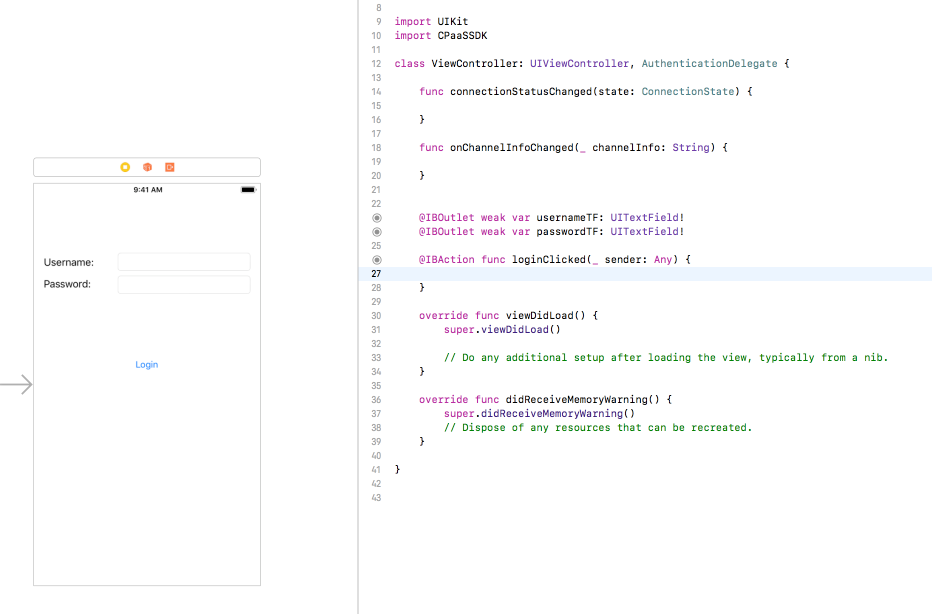 9:41 AM
Username:
Password:
Login
8
9 import UIKit
10 import CPaaSSDK
11
12 class ViewController: UIViewController, AuthenticationDelegate {
13
14 func connectionStatusChanged(state: ConnectionState) {
15
16 }
17
18 func onChannelInfoChanged(_ channelInfo: String) {
19
20 }
21
22
@IBOutlet weak var usernameTF: UITextField!
@IBOutlet weak var passwordTF: UITextField!
25
@IBAction func loginClicked(_ sender: Any) {
27
28 }
29
30 override func viewDidLoad() {
31 super.viewDidLoad()
32
33 // Do any additional setup after loading the view, typically from a nib.
34 }
35
36 override func didReceiveMemoryWarning() {
37 super.didReceiveMemoryWarning()
38 // Dispose of any resources that can be recreated.
39 }
40
41 }
42
43